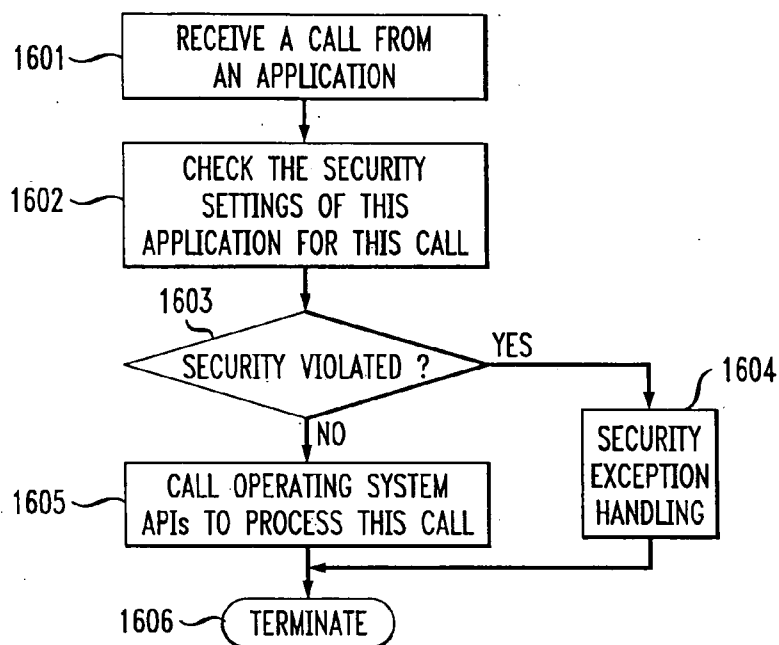 1601
RECEIVE A CALL FROM
AN APPLICATION
1602
CHECK THE SECURITY
SETTINGS OF THIS
APPLICATION FOR THIS CALL
1603
SECURITY VIOLATED ?
YES
NO
1604
SECURITY
EXCEPTION
HANDLING
1605
CALL OPERATING SYSTEM
APIs TO PROCESS THIS CALL
1606
TERMINATE